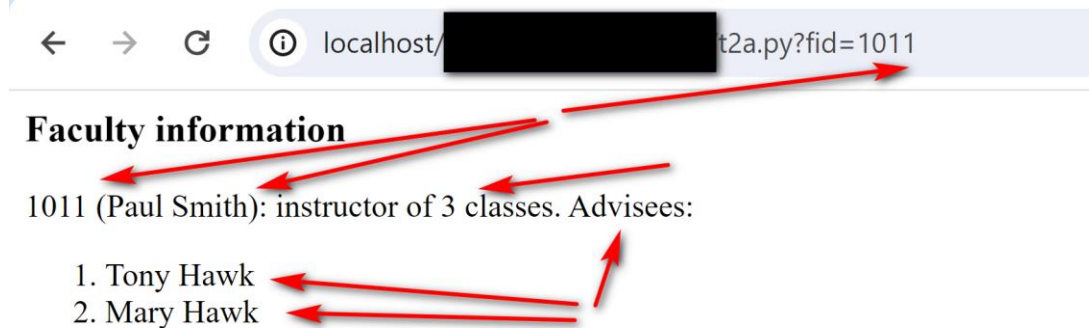 localhost/ t2a.py?fid=1011
Faculty information
1011 (Paul Smith): instructor of 3 classes. Advisees:
1. Tony Hawk
2. Mary Hawk